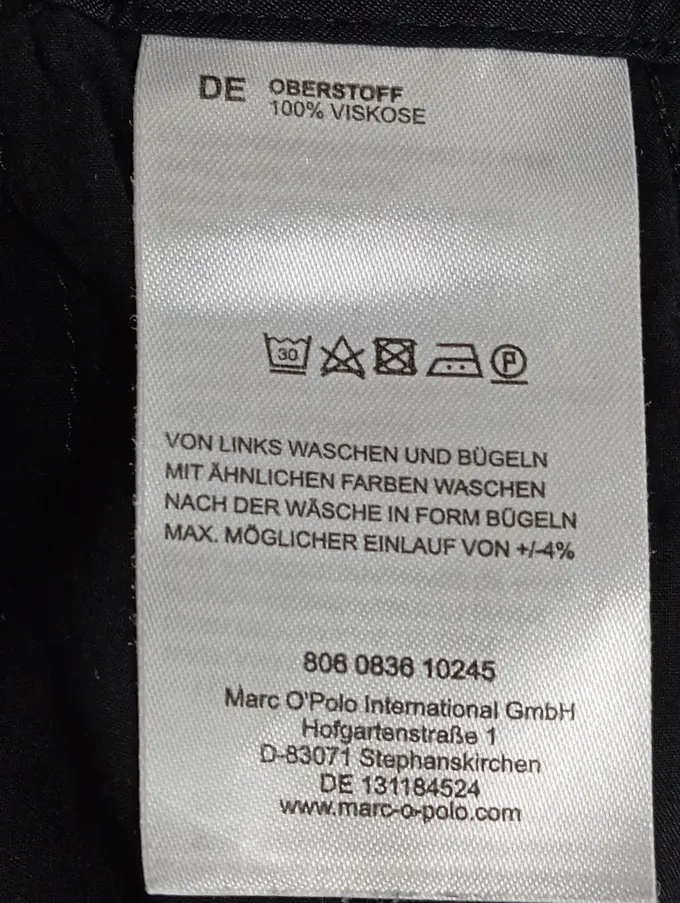 DE OBERSTOFF
100% VISKOSE
30 P
VON LINKS WASCHEN UND BÜGELN
MIT ÄHNLICHEN FARBEN WASCHEN
NACH DER WÄSCHE IN FORM BÜGELN
MAX. MÖGLICHER EINLAUF VON +/-4%
806 0836 10245
Marc O'Polo International GmbH
Hofgartenstraße 1
D-83071 Stephanskirchen
DE 131184524
www.marc-o-polo.com